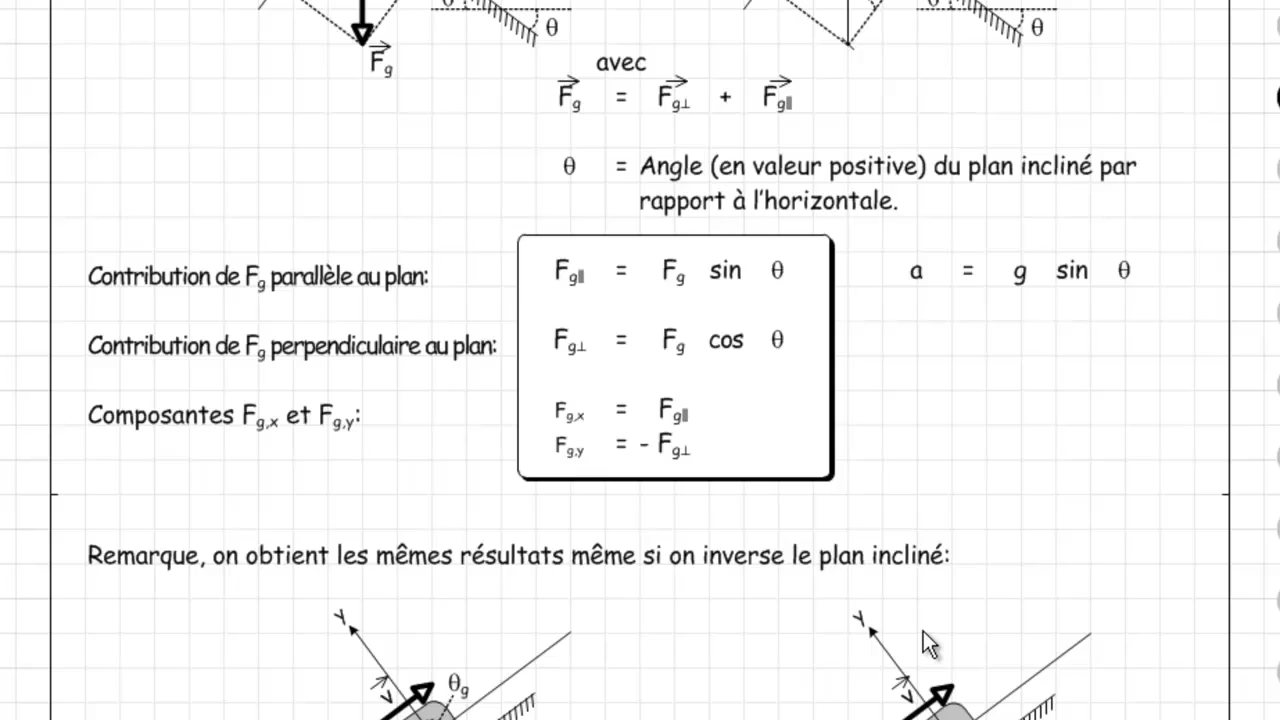 θ θ θ θ
F⃗g
avec
F⃗g = F⃗g⊥ + F⃗g∥
θ = Angle (en valeur positive) du plan incliné par
rapport à l'horizontale.
Contribution de Fg parallèle au plan: Fg∥ = Fg sin θ a = g sin θ
Contribution de Fg perpendiculaire au plan: Fg⊥ = Fg cos θ
Composantes Fg,x et Fg,y: Fg,x = Fg∥
Fg,y = - Fg⊥
Remarque, on obtient les mêmes résultats même si on inverse le plan incliné:
y y
θg
v⃗ v⃗